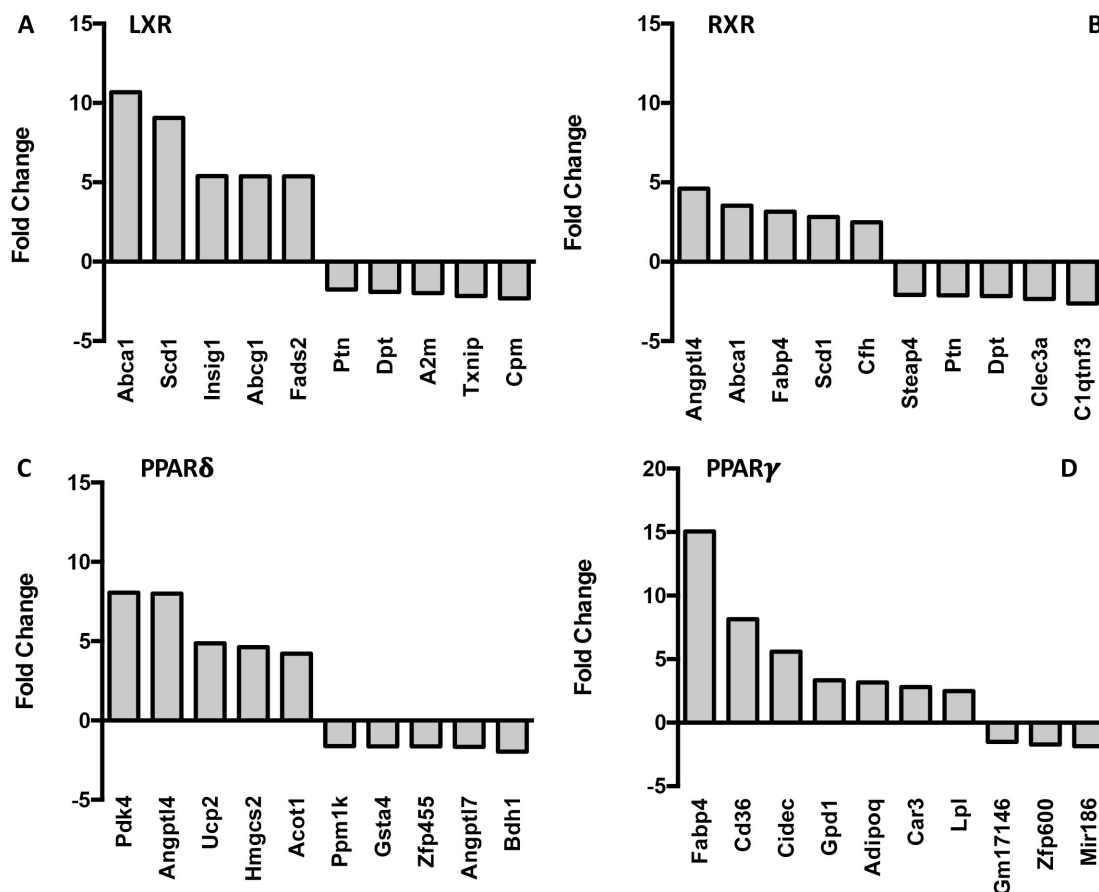 A LXR
15
10
5
0
-5
Fold Change
Abca1
Scd1
Insig1
Abcg1
Fads2
Ptn
Dpt
A2m
Txnip
Cpm
RXR B
15
10
5
0
-5
Fold Change
Angptl4
Abca1
Fabp4
Scd1
Cfh
Steap4
Ptn
Dpt
Clec3a
C1qtnf3
C PPARδ
15
10
5
0
-5
Fold Change
Pdk4
Angptl4
Ucp2
Hmgcs2
Acot1
Ppm1k
Gsta4
Zfp455
Angptl7
Bdh1
PPARγ D
20
15
10
5
0
-5
Fold Change
Fabp4
Cd36
Cidec
Gpd1
Adipoq
Car3
Lpl
Gm17146
Zfp600
Mir186